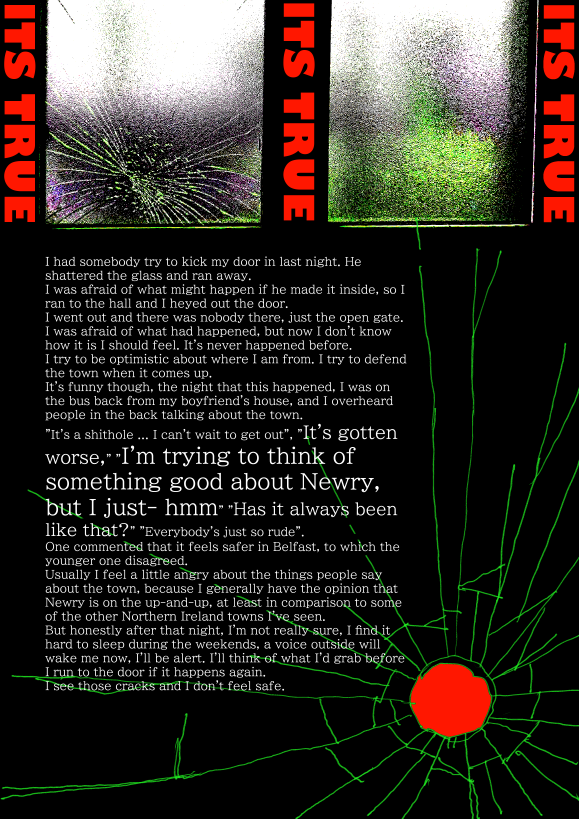 ITS TRUE
ITS TRUE
ITS TRUE
I had somebody try to kick my door in last night. He
shattered the glass and ran away.
I was afraid of what might happen if he made it inside, so I
ran to the hall and I heyed out the door.
I went out and there was nobody there, just the open gate.
I was afraid of what had happened, but now I don't know
how it is I should feel. It's never happened before.
I try to be optimistic about where I am from. I try to defend
the town when it comes up.
It's funny though, the night that this happened, I was on
the bus back from my boyfriend's house, and I overheard
people in the back talking about the town.
"It's a shithole ... I can't wait to get out", "It's gotten
worse," "I'm trying to think of
something good about Newry,
but I just- hmm" "Has it always been
like that?" "Everybody's just so rude".
One commented that it feels safer in Belfast, to which the
younger one disagreed.
Usually I feel a little angry about the things people say
about the town, because I generally have the opinion that
Newry is on the up-and-up, at least in comparison to some
of the other Northern Ireland towns I've seen.
But honestly after that night, I'm not really sure, I find it
hard to sleep during the weekends, a voice outside will
wake me now, I'll be alert. I'll think of what I'd grab before
I run to the door if it happens again.
I see those cracks and I don't feel safe.